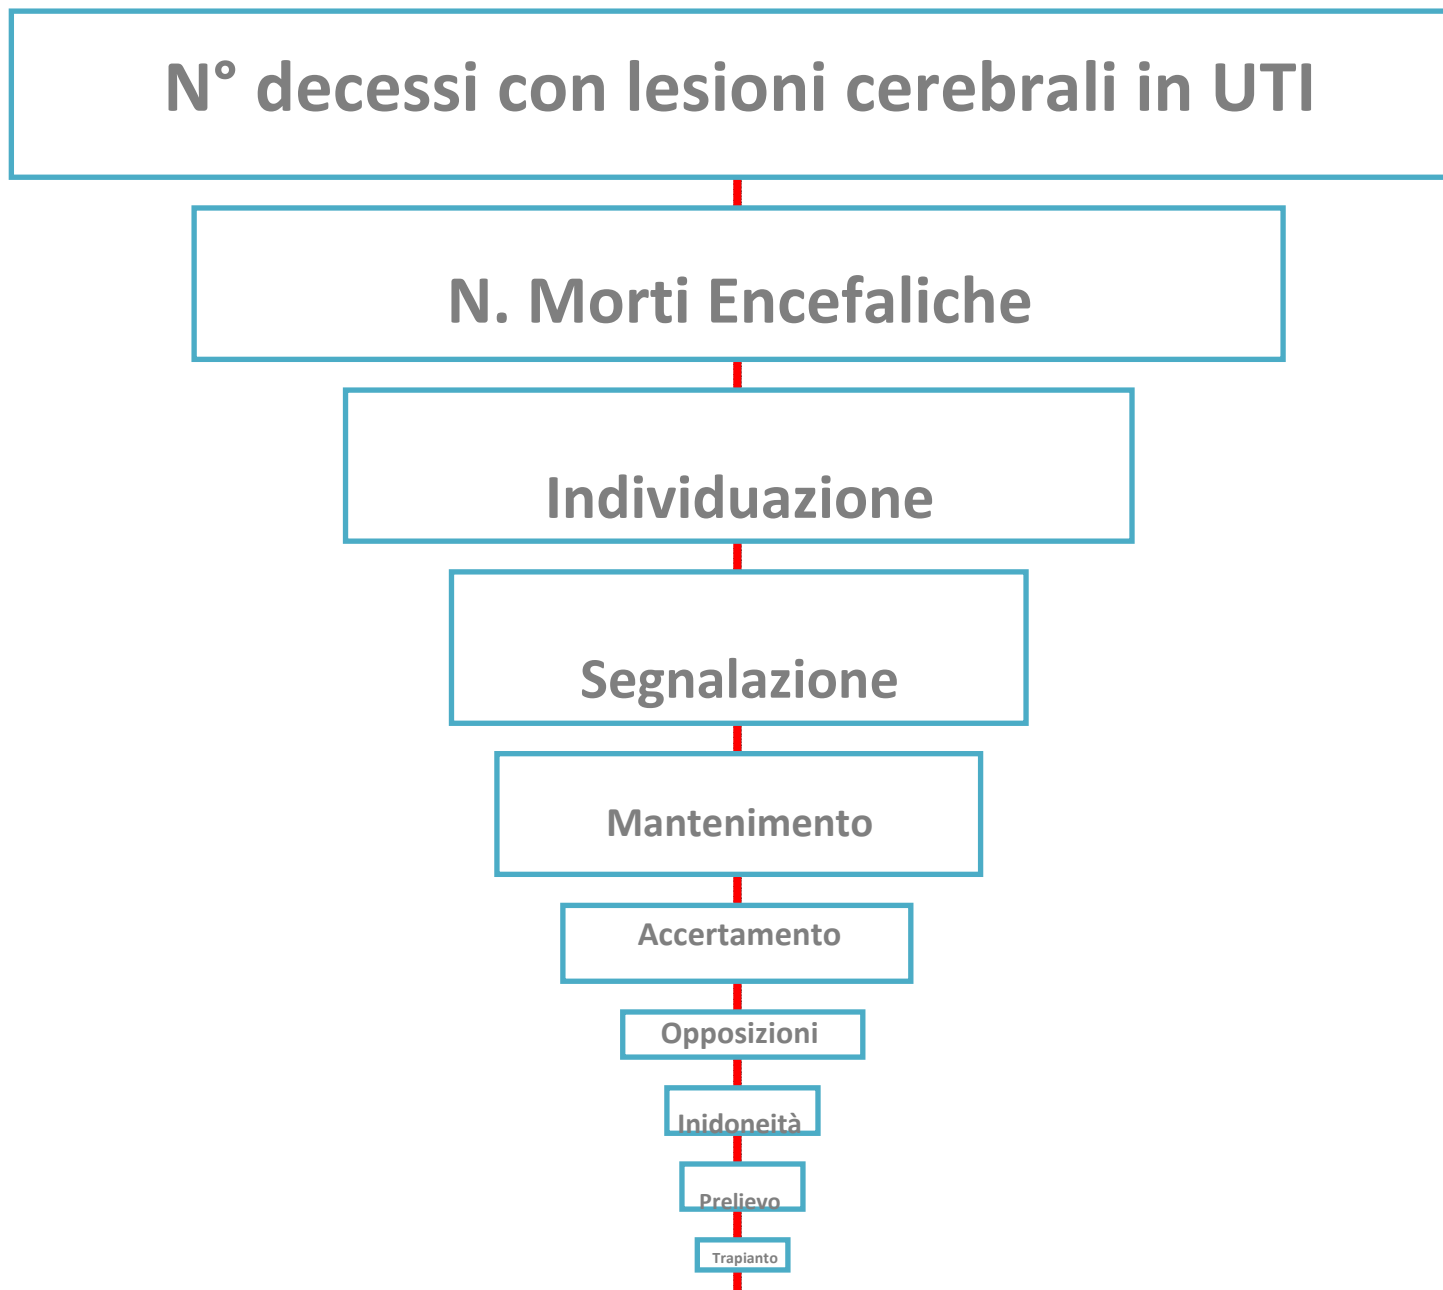 N° decessi con lesioni cerebrali in UTI
N. Morti Encefaliche
Individuazione
Segnalazione
Mantenimento
Accertamento
Opposizioni
Inidoneità
Prelievo
Trapianto